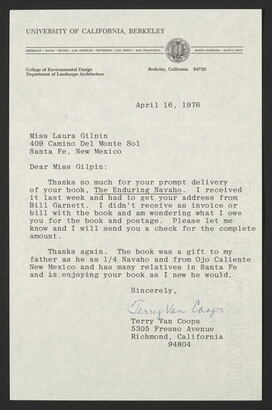 UNIVERSITY OF CALIFORNIA, BERKELEY
BERKELEY • DAVIS • IRVINE • LOS ANGELES • RIVERSIDE • SAN DIEGO • SAN FRANCISCO
SANTA BARBARA • SANTA CRUZ
College of Environmental Design
Department of Landscape Architecture
Berkeley, California 94720
April 16, 1976
Miss Laura Gilpin
409 Camino Del Monte Sol
Santa Fe, New Mexico
Dear Miss Gilpin:
Thanks so much for your prompt delivery
of your book, The Enduring Navaho. I received
it last week and had to get your address from
Bill Garnett. I didn't receive an invoice or
bill with the book and am wondering what I owe
you for the book and postage. Please let me
know and I will send you a check for the complete
amount.
Thanks again. The book was a gift to my
father as he is 1/4 Navaho and from Ojo Caliente
New Mexico and has many relatives in Santa Fe
and is enjoying your book as I new he would.
Sincerely,
Terry Van Coops
Terry Van Coops
5305 Fresno Avenue
Richmond, California
94804